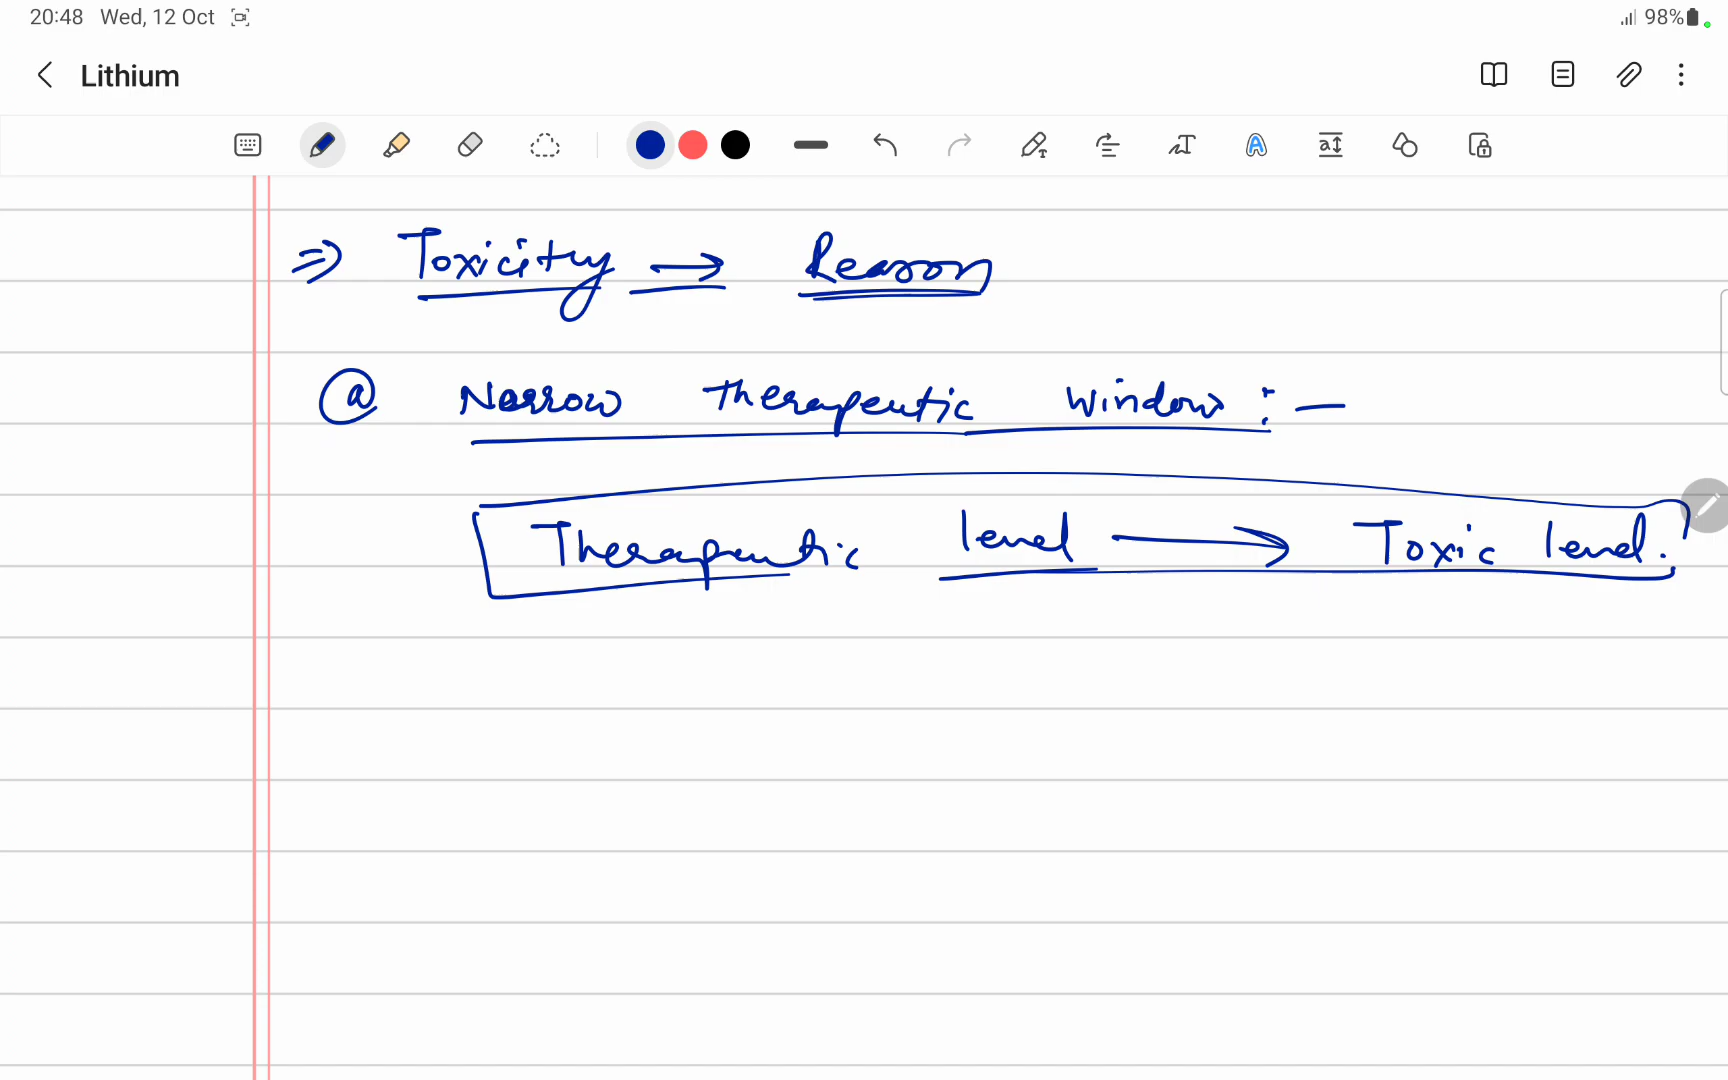 20:48 Wed, 12 Oct 98%
Lithium
⇒ Toxicity → Reason
ⓐ Narrow therapeutic window :—
Therapeutic level → Toxic level.